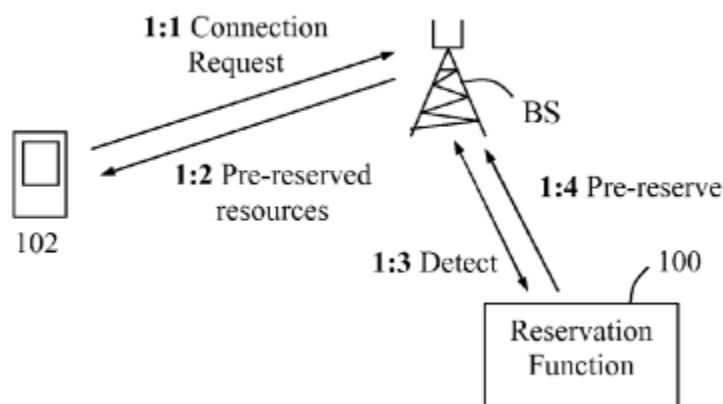 1:1 Connection
Request
BS
1:2 Pre-reserved
resources
1:4 Pre-reserve
102
1:3 Detect
100
Reservation
Function